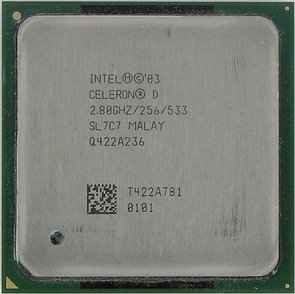 INTEL Ⓜ©'03
CELERON® D
2.80GHZ/256/533
SL7C7 MALAY
Q422A236
T422A781
0101